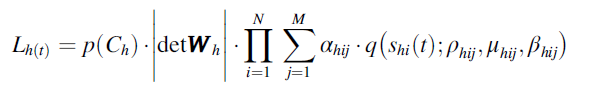 L_{h(t)} = p(C_h) · |det W_h| · ∏_{i=1}^{N} ∑_{j=1}^{M} α_{hij} · q(s_{hi}(t); ρ_{hij}, μ_{hij}, β_{hij})